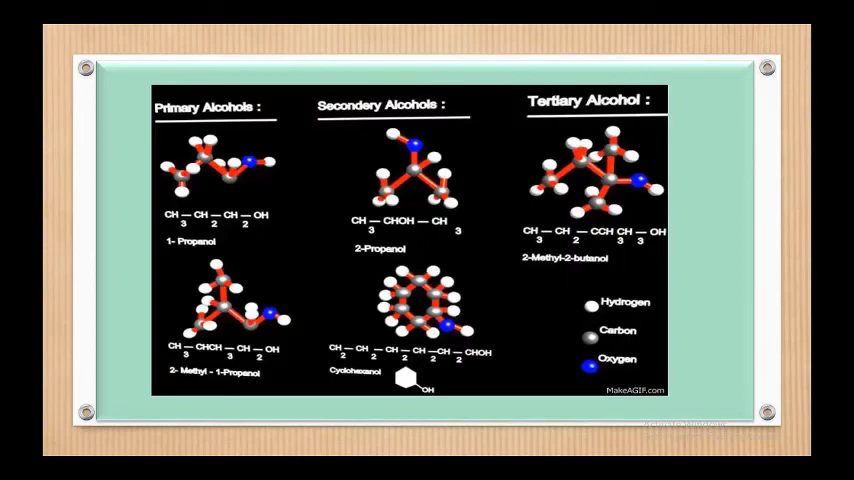 Primary Alcohols :
CH — CH — CH — OH
3 2 2
1- Propanol
CH — CHCH — CH — OH
3 3 2
2- Methyl - 1-Propanol
Secondery Alcohols :
CH — CHOH — CH
3 3
2-Propanol
CH — CH — CH — CH — CH — CHOH
2 2 2 2 2
Cyclohexanol
OH
Tertiary Alcohol :
CH — CH — CCH CH — OH
3 2 3 3
2-Methyl-2-butanol
Hydrogen
Carbon
Oxygen
MakeAGIF.com
Activate Windows